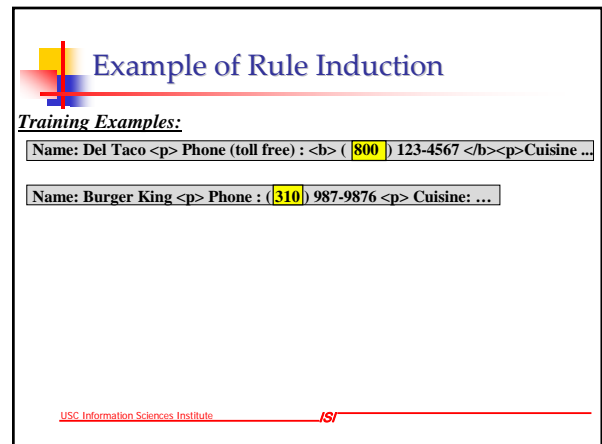 Example of Rule Induction
Training Examples:
Name: Del Taco <p> Phone (toll free) : <b> ( 800 ) 123-4567 </b><p>Cuisine ...
Name: Burger King <p> Phone : ( 310 ) 987-9876 <p> Cuisine: …
USC Information Sciences Institute ISI